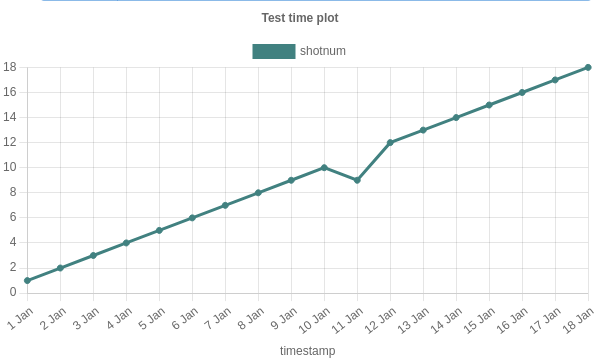 Test time plot
shotnum
18
16
14
12
10
8
6
4
2
0
1 Jan
2 Jan
3 Jan
4 Jan
5 Jan
6 Jan
7 Jan
8 Jan
9 Jan
10 Jan
11 Jan
12 Jan
13 Jan
14 Jan
15 Jan
16 Jan
17 Jan
18 Jan
timestamp